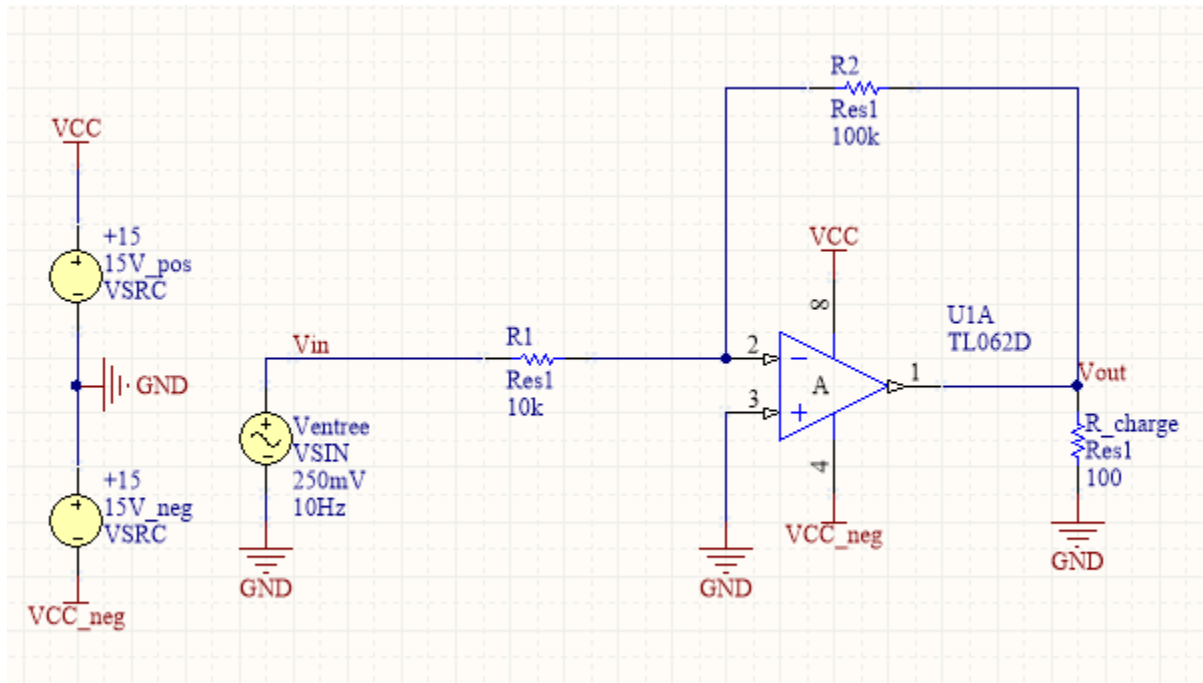 VCC
+15
15V_pos
VSRC
GND
+15
15V_neg
VSRC
VCC_neg
Vin
Ventree
VSIN
250mV
10Hz
GND
R1
Res1
10k
R2
Res1
100k
VCC
8
2
3
A
1
4
U1A
TL062D
VCC_neg
GND
Vout
R_charge
Res1
100
GND